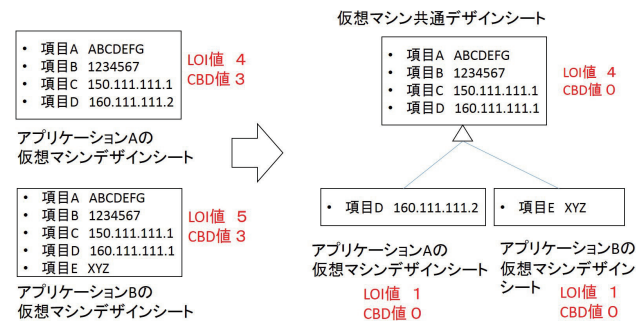 • 項目A ABCDEFG
• 項目B 1234567
• 項目C 150.111.111.1
• 項目D 160.111.111.2
LOI値 4
CBD値 3
アプリケーションAの
仮想マシンデザインシート
• 項目A ABCDEFG
• 項目B 1234567
• 項目C 150.111.111.1
• 項目D 160.111.111.1
• 項目E XYZ
LOI値 5
CBD値 3
アプリケーションBの
仮想マシンデザインシート
仮想マシン共通デザインシート
• 項目A ABCDEFG
• 項目B 1234567
• 項目C 150.111.111.1
• 項目D 160.111.111.1
LOI値 4
CBD値 0
• 項目D 160.111.111.2
アプリケーションAの
仮想マシンデザインシート
LOI値 1
CBD値 0
• 項目E XYZ
アプリケーションBの
仮想マシンデザイン
シート
LOI値 1
CBD値 0